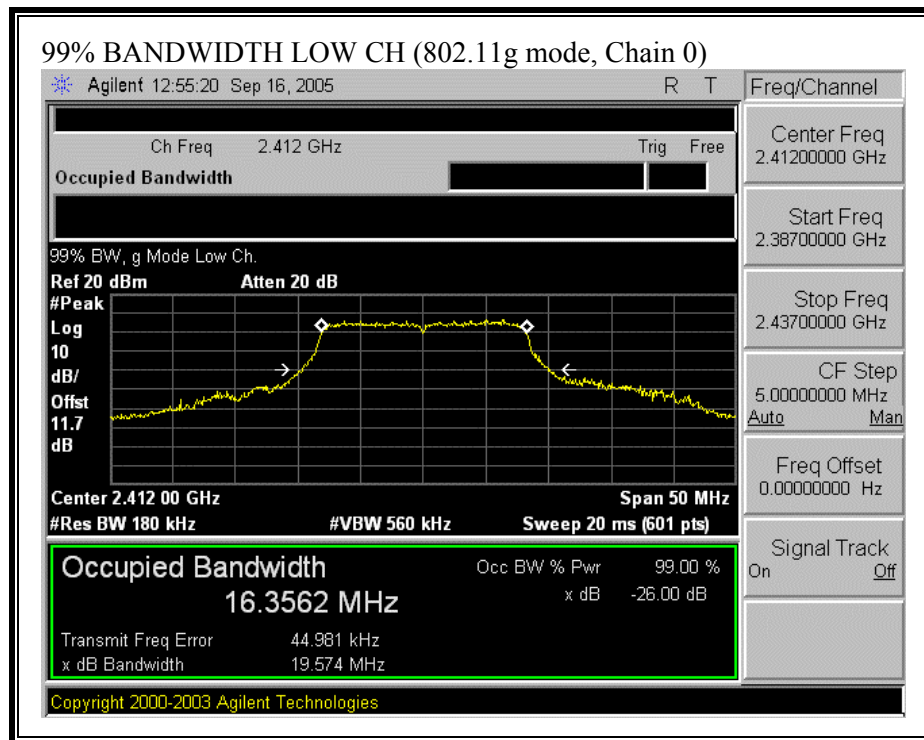 99% BANDWIDTH LOW CH (802.11g mode, Chain 0)
Agilent 12:55:20 Sep 16, 2005 R T
Freq/Channel
Ch Freq 2.412 GHz Trig Free
Occupied Bandwidth
Center Freq
2.41200000 GHz
Start Freq
2.38700000 GHz
Stop Freq
2.43700000 GHz
CF Step
5.00000000 MHz
Auto Man
Freq Offset
0.00000000 Hz
Signal Track
On Off
99% BW, g Mode Low Ch.
Ref 20 dBm Atten 20 dB
#Peak
Log
10
dB/
Offst
11.7
dB
Center 2.412 00 GHz Span 50 MHz
#Res BW 180 kHz #VBW 560 kHz Sweep 20 ms (601 pts)
Occupied Bandwidth Occ BW % Pwr 99.00 %
16.3562 MHz x dB -26.00 dB
Transmit Freq Error 44.981 kHz
x dB Bandwidth 19.574 MHz
Copyright 2000-2003 Agilent Technologies